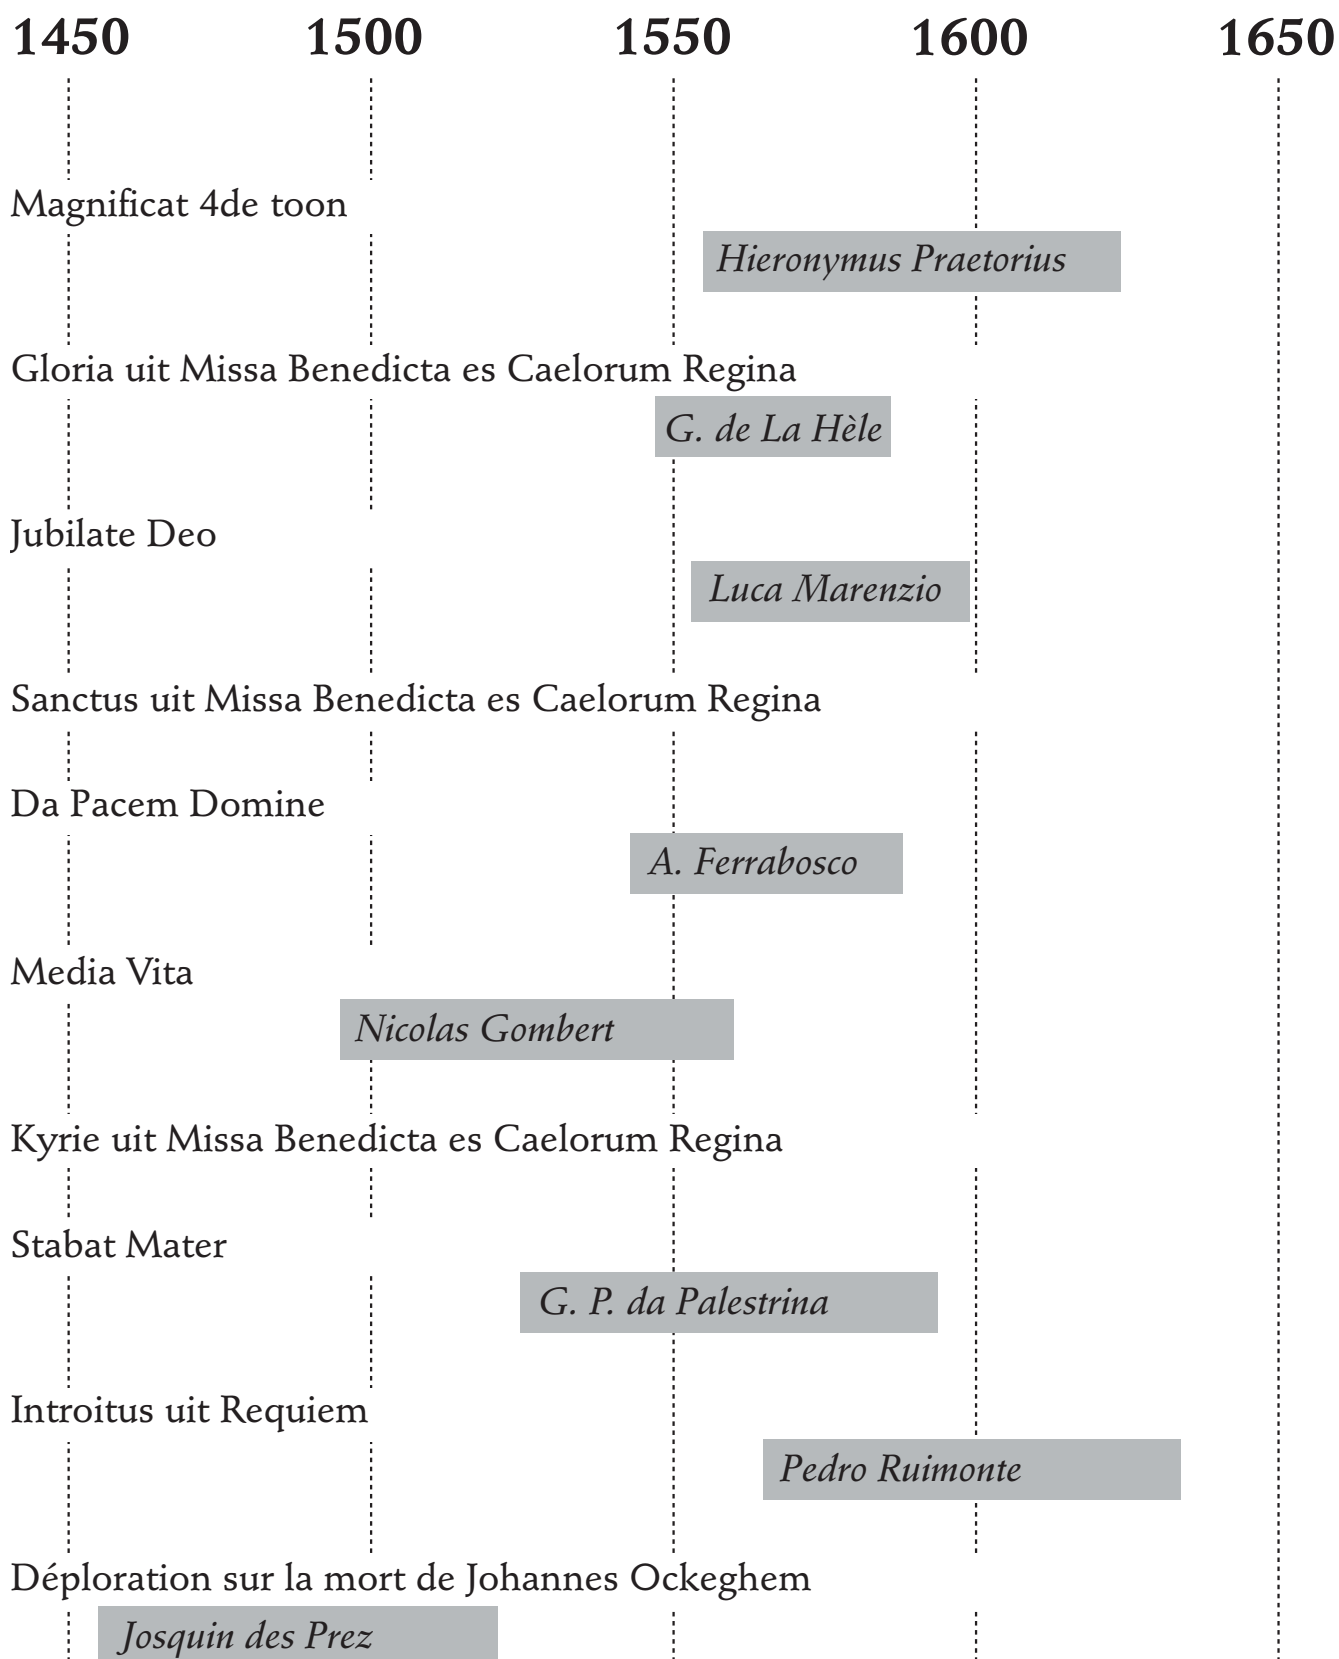 1450 1500 1550 1600 1650
Magnificat 4de toon
Hieronymus Praetorius
Gloria uit Missa Benedicta es Caelorum Regina
G. de La Hèle
Jubilate Deo
Luca Marenzio
Sanctus uit Missa Benedicta es Caelorum Regina
Da Pacem Domine
A. Ferrabosco
Media Vita
Nicolas Gombert
Kyrie uit Missa Benedicta es Caelorum Regina
Stabat Mater
G. P. da Palestrina
Introitus uit Requiem
Pedro Ruimonte
Déploration sur la mort de Johannes Ockeghem
Josquin des Prez